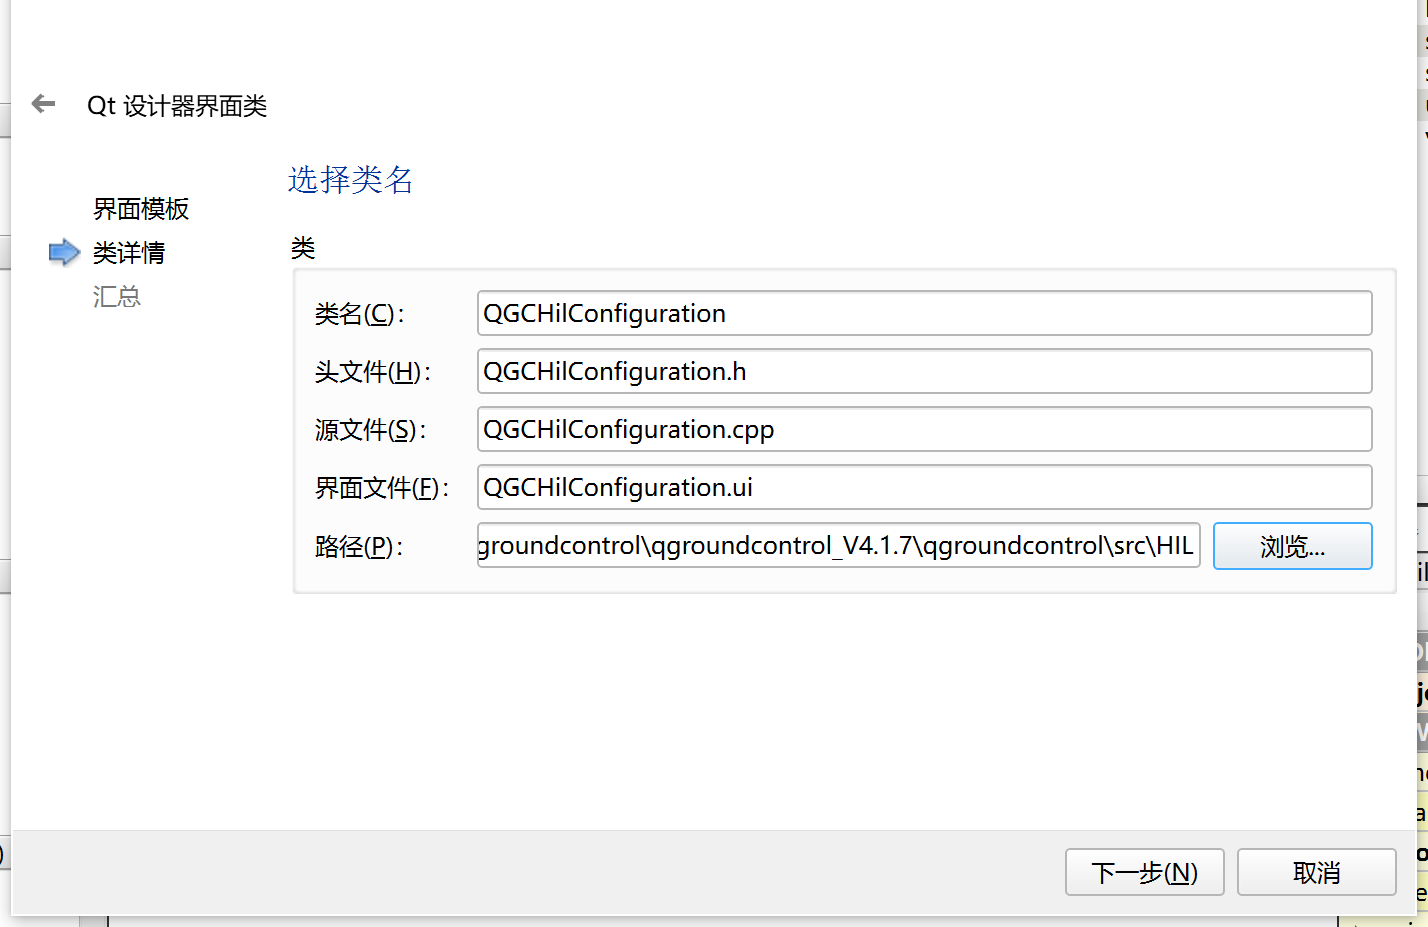 Qt 设计器界面类
界面模板
类详情
汇总
选择类名
类
类名(C)： QGCHilConfiguration
头文件(H)： QGCHilConfiguration.h
源文件(S)： QGCHilConfiguration.cpp
界面文件(F)： QGCHilConfiguration.ui
路径(P)： groundcontrol\qgroundcontrol_V4.1.7\qgroundcontrol\src\HIL 浏览...
下一步(N) 取消